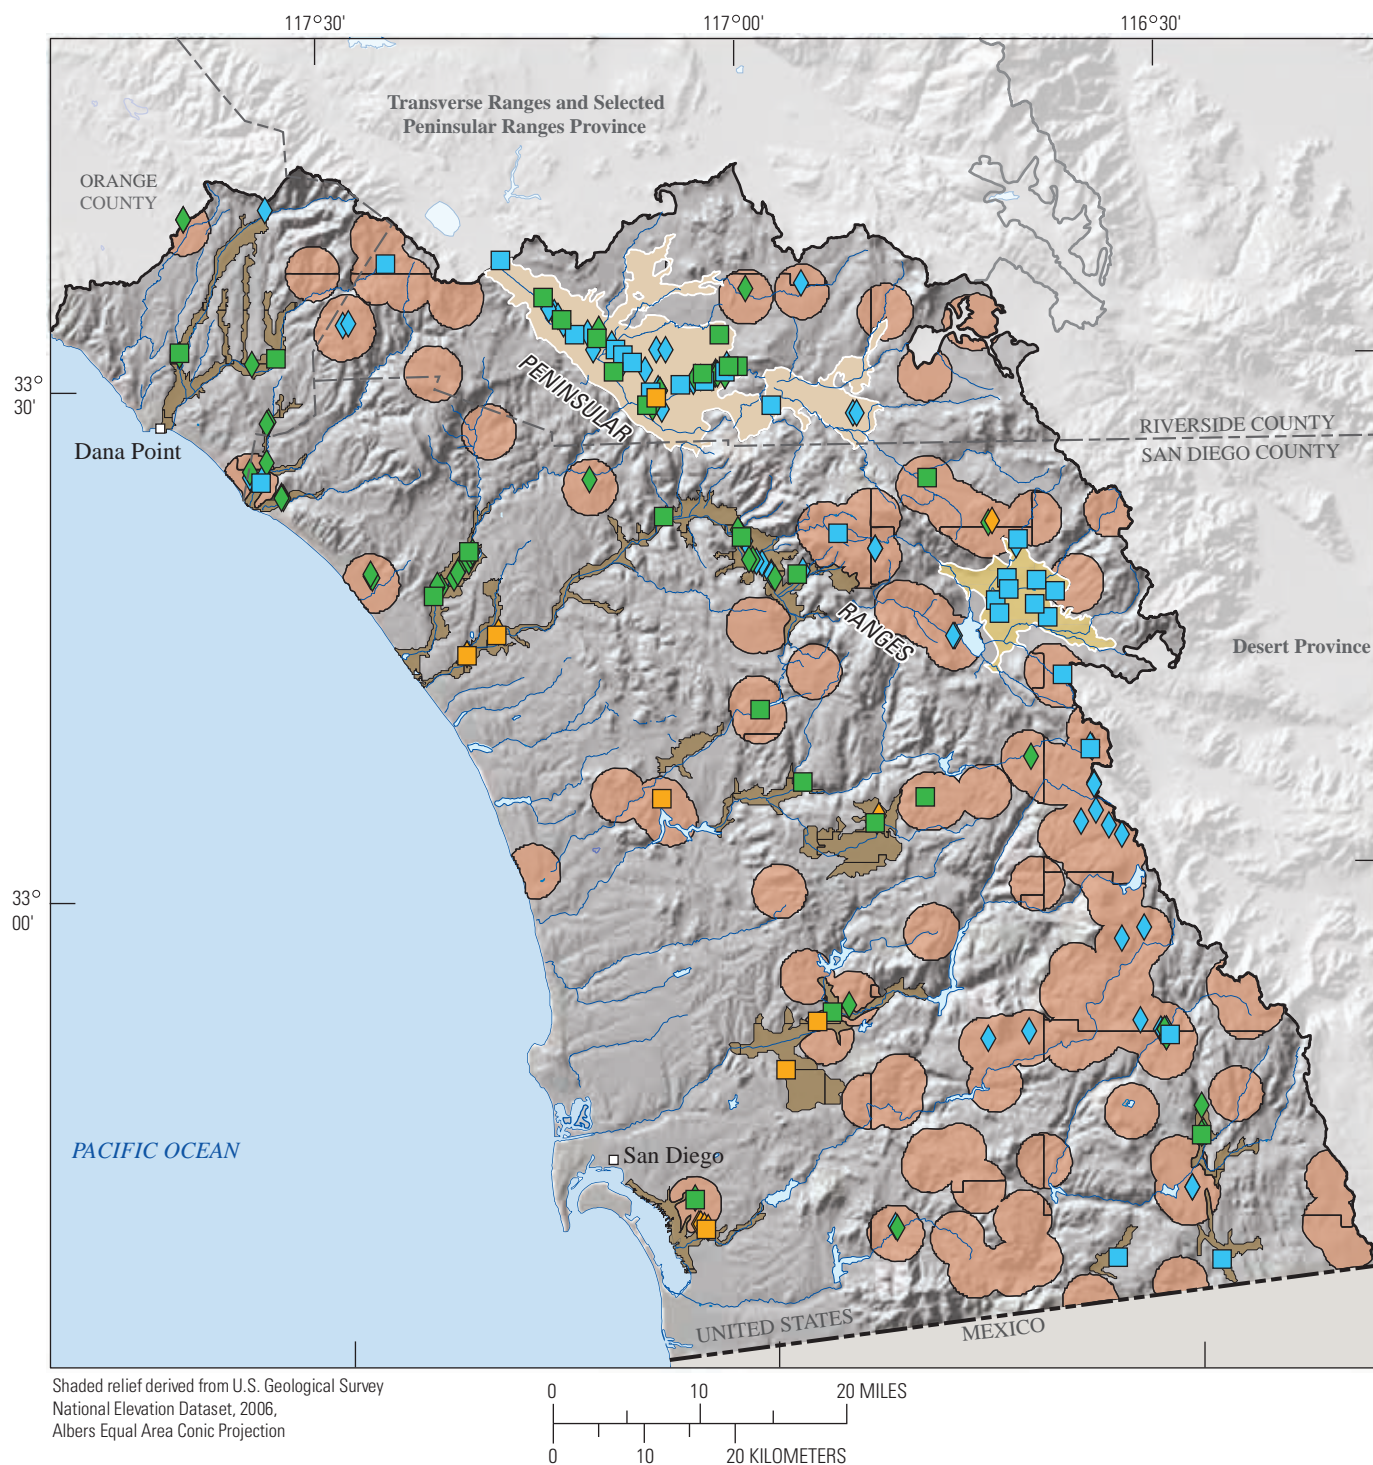 117°30'
117°00'
116°30'
Transverse Ranges and Selected
Peninsular Ranges Province
ORANGE
COUNTY
33°
30'
PENINSULAR
Dana Point
RIVERSIDE COUNTY
SAN DIEGO COUNTY
RANGES
Desert Province
33°
00'
PACIFIC OCEAN
San Diego
UNITED STATES
MEXICO
Shaded relief derived from U.S. Geological Survey
National Elevation Dataset, 2006,
Albers Equal Area Conic Projection
0 10 20 MILES
0 10 20 KILOMETERS